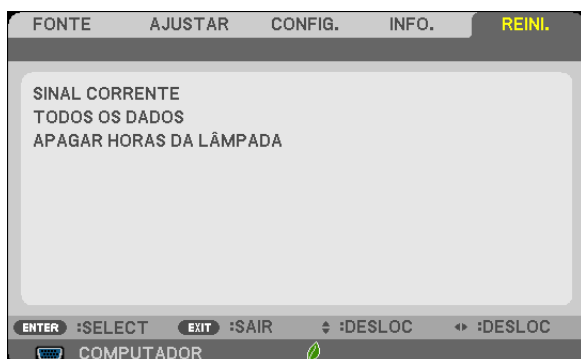 FONTE AJUSTAR CONFIG. INFO. REINI.
SINAL CORRENTE
TODOS OS DADOS
APAGAR HORAS DA LÂMPADA
ENTER :SELECT EXIT :SAIR :DESLOC :DESLOC
COMPUTADOR